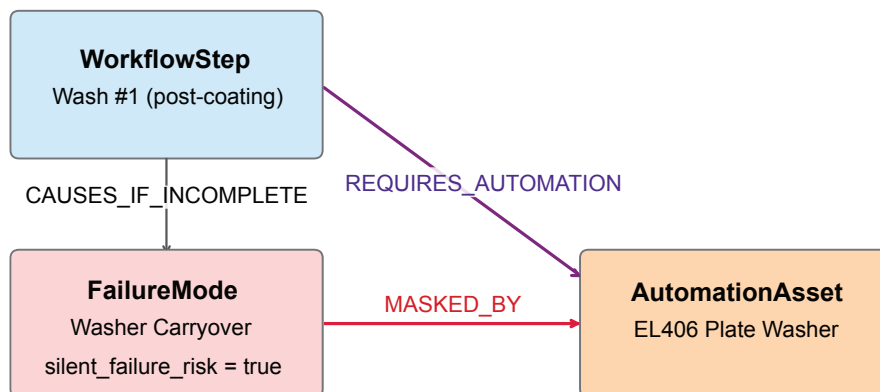 WorkflowStep
Wash #1 (post-coating)
CAUSES_IF_INCOMPLETE
REQUIRES_AUTOMATION
FailureMode
Washer Carryover
silent_failure_risk = true
MASKED_BY
AutomationAsset
EL406 Plate Washer